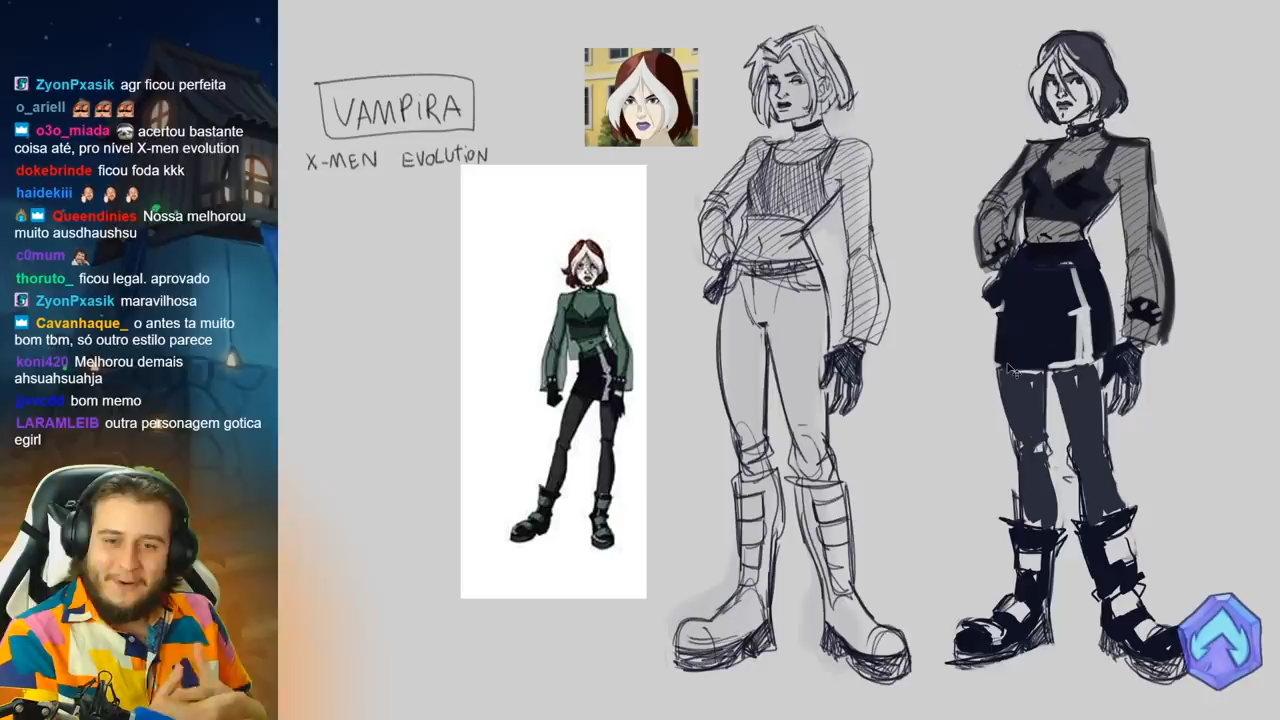 ZyonPxasik agr ficou perfeita
o_ariell
o3o_miada acertou bastante
coisa até, pro nível X-men evolution
dokebrinde ficou foda kkk
haidekiii
Queendinies Nossa melhorou
muito ausdhaushsu
c0mum
thoruto_ ficou legal. aprovado
ZyonPxasik maravilhosa
Cavanhaque_ o antes ta muito
bom tbm, só outro estilo parece
koni420 Melhorou demais
ahsuahsuahja
bom memo
LARAMLEIB outra personagem gotica
egirl
VAMPiRA
X-MEN EVOLUTiON